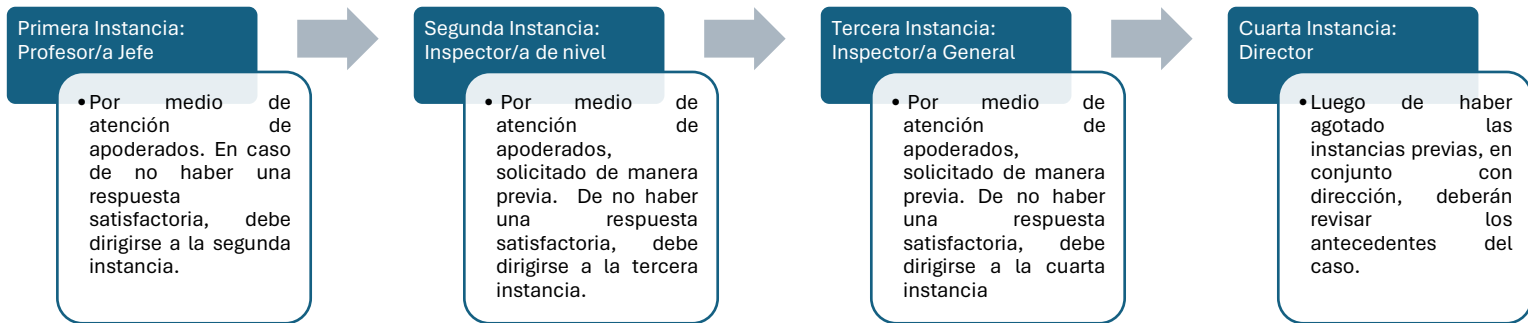 Primera Instancia:
Profesor/a Jefe
•Por medio de
atención de
apoderados. En caso
de no haber una
respuesta
satisfactoria, debe
dirigirse a la segunda
instancia.
Segunda Instancia:
Inspector/a de nivel
• Por medio de
atención de
apoderados,
solicitado de manera
previa. De no haber
una respuesta
satisfactoria, debe
dirigirse a la tercera
instancia.
Tercera Instancia:
Inspector/a General
• Por medio de
atención de
apoderados,
solicitado de manera
previa. De no haber
una respuesta
satisfactoria, debe
dirigirse a la cuarta
instancia
Cuarta Instancia:
Director
•Luego de haber
agotado las
instancias previas, en
conjunto con
dirección, deberán
revisar los
antecedentes del
caso.